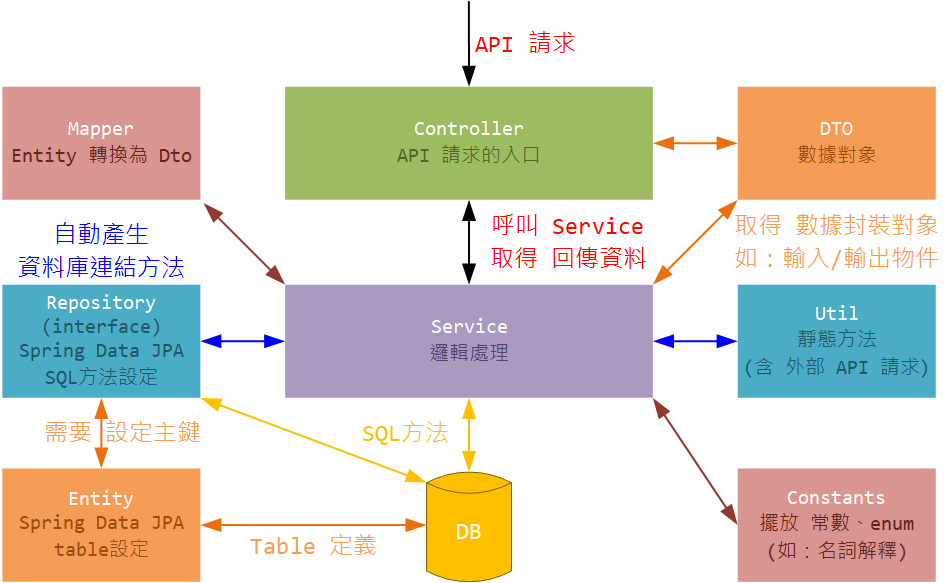 API 請求
Mapper
Entity 轉換為 Dto
Controller
API 請求的入口
DTO
數據對象
自動產生
資料庫連結方法
呼叫 Service
取得 回傳資料
取得 數據封裝對象
如：輸入/輸出物件
Repository
(interface)
Spring Data JPA
SQL方法設定
Service
邏輯處理
Util
靜態方法
(含 外部 API 請求)
需要 設定主鍵
SQL方法
Entity
Spring Data JPA
table設定
Table 定義
DB
Constants
擺放 常數、enum
(如：名詞解釋)